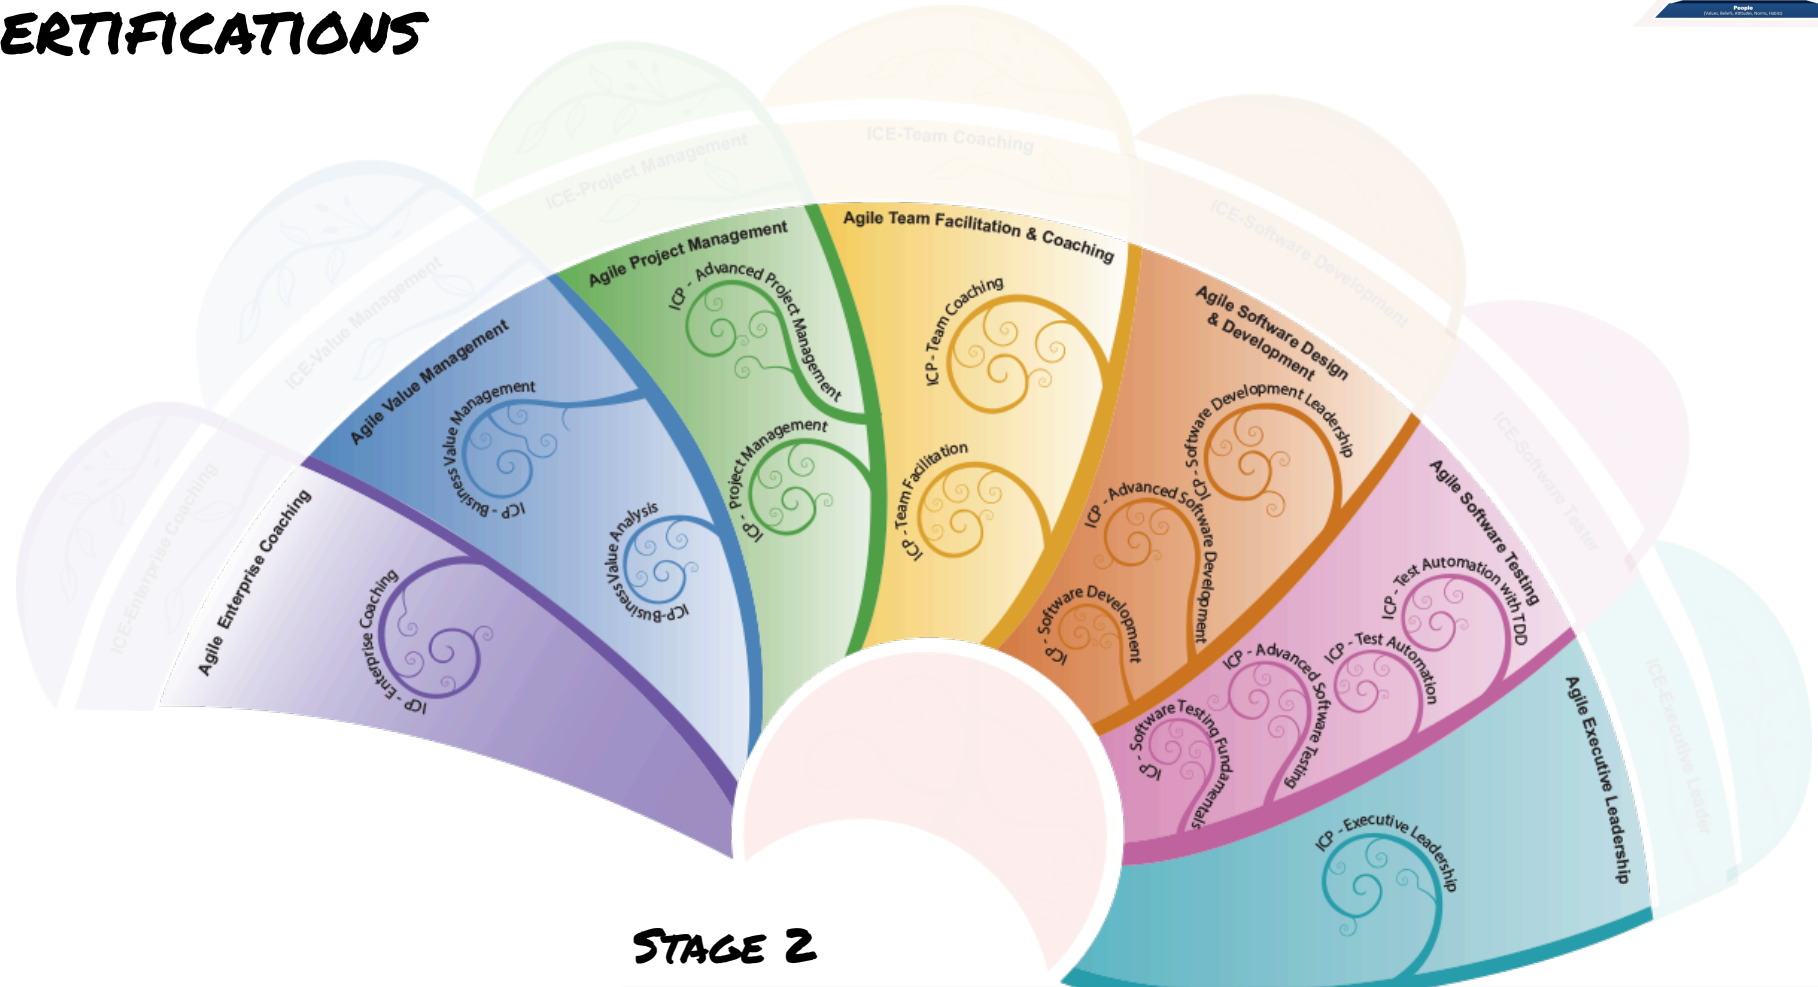 ERTIFICATIONS
People
(Values, Beliefs, Attitudes, Norms, Habits)
ICE-Enterprise Coaching
ICE-Value Management
ICE-Project Management
ICE-Team Coaching
ICE-Software Development
ICE-Software Tester
ICE-Executive Leader
Agile Enterprise Coaching
ICP - Enterprise Coaching
Agile Value Management
ICP - Business Value Management
ICP-Business Value Analysis
Agile Project Management
ICP - Advanced Project Management
ICP - Project Management
Agile Team Facilitation & Coaching
ICP - Team Coaching
ICP - Team Facilitation
Agile Software Design
& Development
ICP - Software Development Leadership
ICP - Advanced Software Development
ICP - Software Development
Agile Software Testing
ICP - Test Automation with TDD
ICP - Test Automation
ICP - Advanced Software Testing
ICP - Software Testing Fundamentals
Agile Executive Leadership
ICP - Executive Leadership
STAGE 2